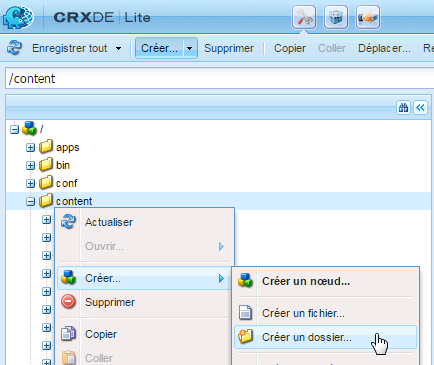 CRXDE | Lite
Enregistrer tout Créer... Supprimer Copier Coller Déplacer... Re
/content
/
apps
bin
conf
content
Actualiser
Ouvrir...
Créer...
Supprimer
Copier
Coller
Créer un nœud...
Créer un fichier...
Créer un dossier...